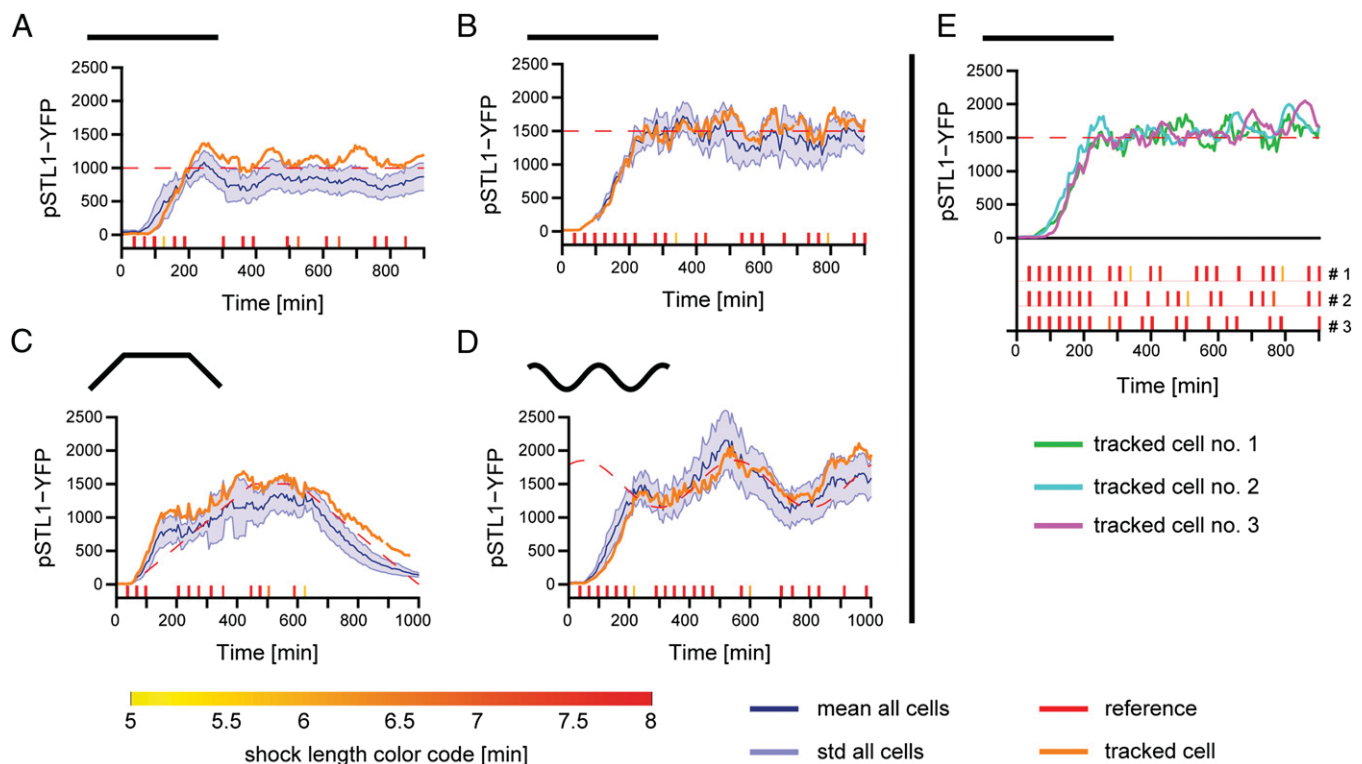 A
B
E
pSTL1−YFP
2500
2000
1500
1000
500
0
0 200 400 600 800
Time [min]
pSTL1−YFP
2500
2000
1500
1000
500
0
0 200 400 600 800
Time [min]
pSTL1−YFP
2500
2000
1500
1000
500
0
# 1
# 2
# 3
0 200 400 600 800
Time [min]
C
D
pSTL1−YFP
2500
2000
1500
1000
500
0
0 200 400 600 800 1000
Time [min]
pSTL1−YFP
2500
2000
1500
1000
500
0
0 200 400 600 800 1000
Time [min]
tracked cell no. 1
tracked cell no. 2
tracked cell no. 3
5 5.5 6 6.5 7 7.5 8
shock length color code [min]
mean all cells
std all cells
reference
tracked cell